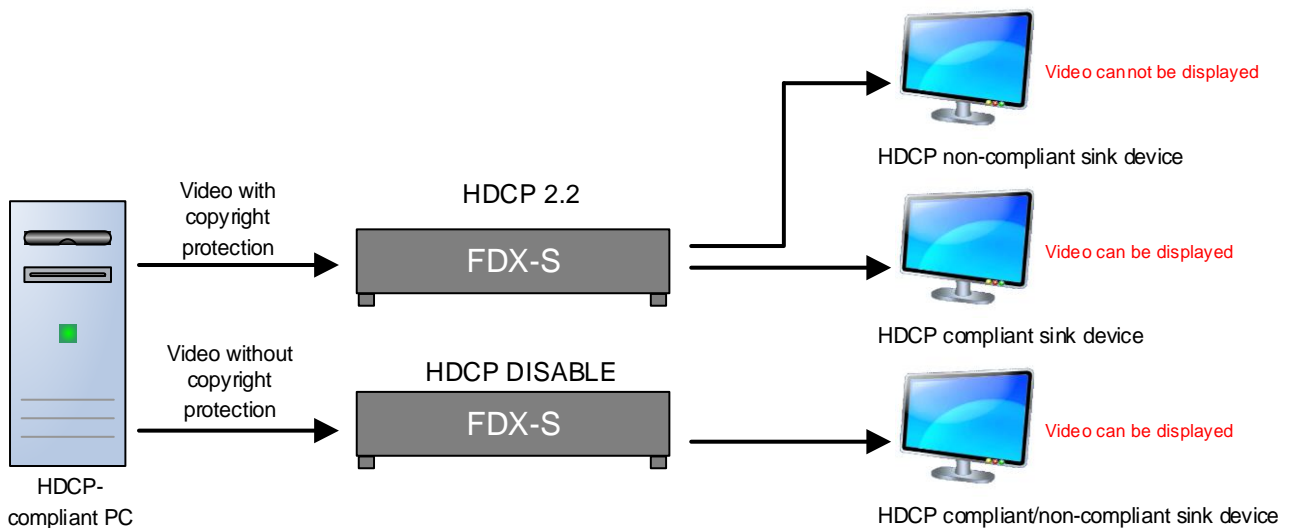 Video cannot be displayed
HDCP non-compliant sink device
Video with
copyright
protection
HDCP 2.2
FDX-S
Video can be displayed
HDCP compliant sink device
Video without
copyright
protection
HDCP DISABLE
FDX-S
Video can be displayed
HDCP-
compliant PC
HDCP compliant/non-compliant sink device